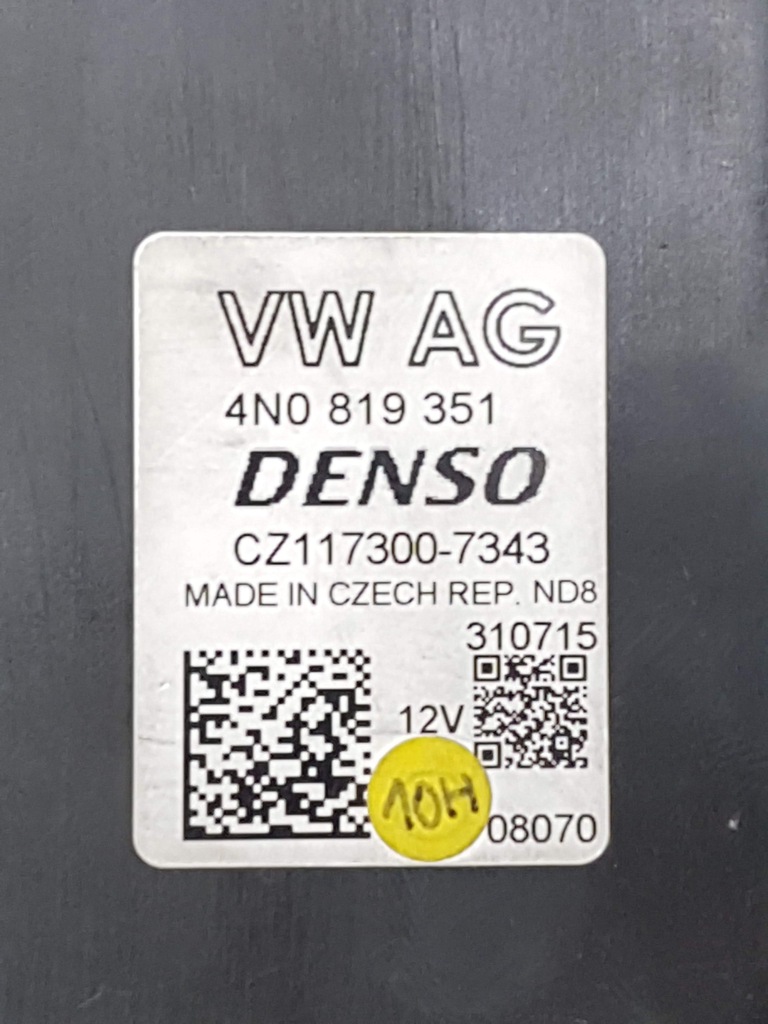 VW AG
4N0 819 351
DENSO
CZ117300-7343
MADE IN CZECH REP. ND8
310715
12V
10H
08070